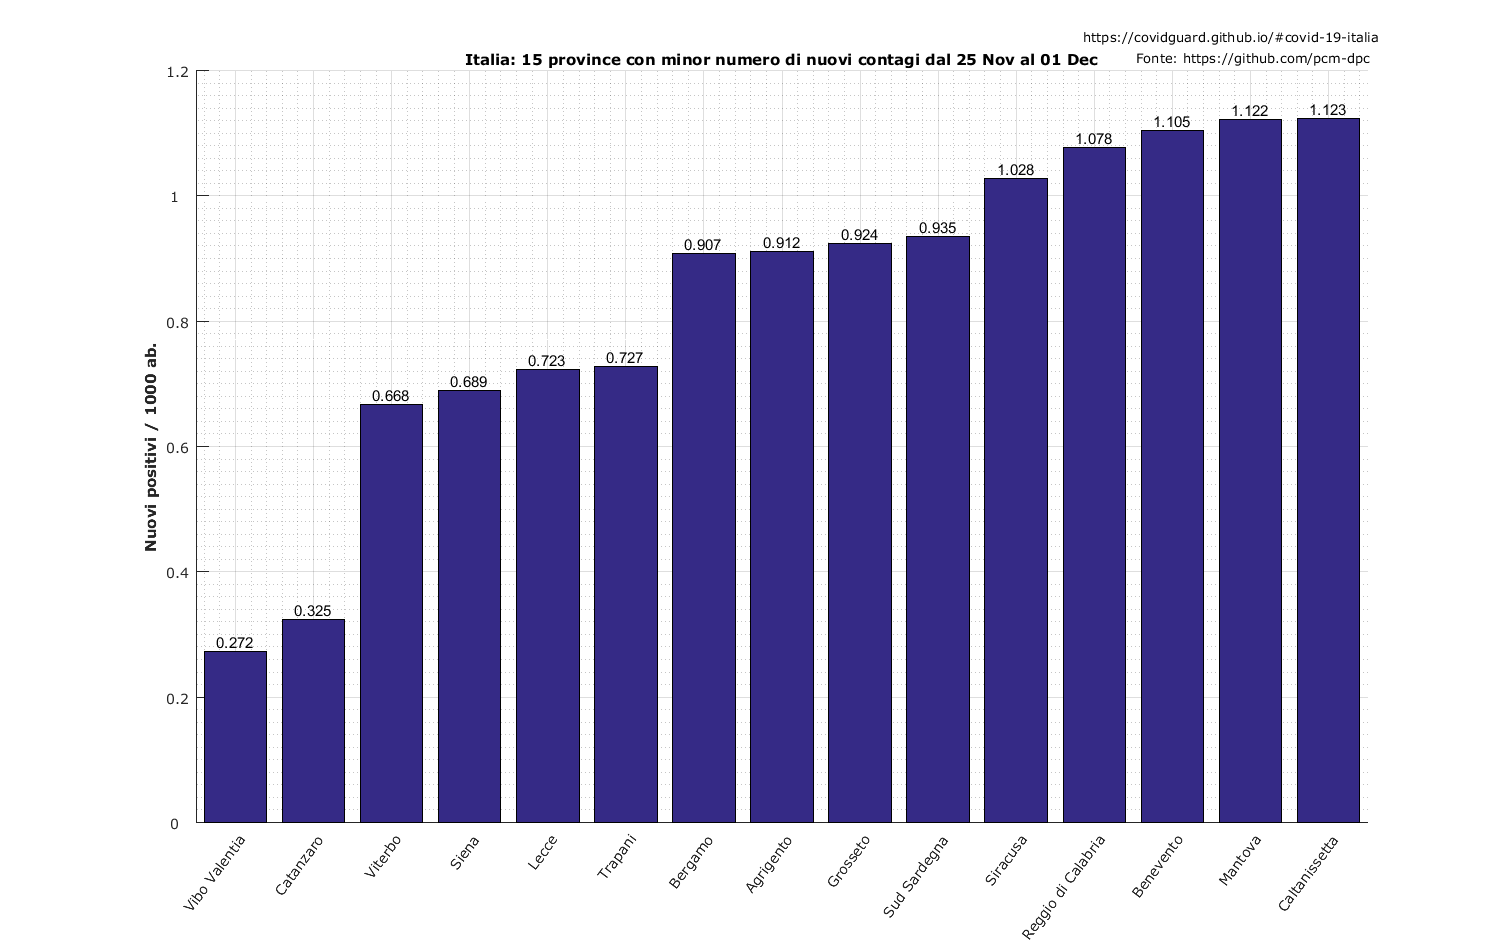 https://covidguard.github.io/#covid-19-italia
Italia: 15 province con minor numero di nuovi contagi dal 25 Nov al 01 Dec
Fonte: https://github.com/pcm-dpc
Nuovi positivi / 1000 ab.
1.2
1
0.8
0.6
0.4
0.2
0
0.272
0.325
0.668
0.689
0.723
0.727
0.907
0.912
0.924
0.935
1.028
1.078
1.105
1.122
1.123
Vibo Valentia
Catanzaro
Viterbo
Siena
Lecce
Trapani
Bergamo
Agrigento
Grosseto
Sud Sardegna
Siracusa
Reggio di Calabria
Benevento
Mantova
Caltanissetta